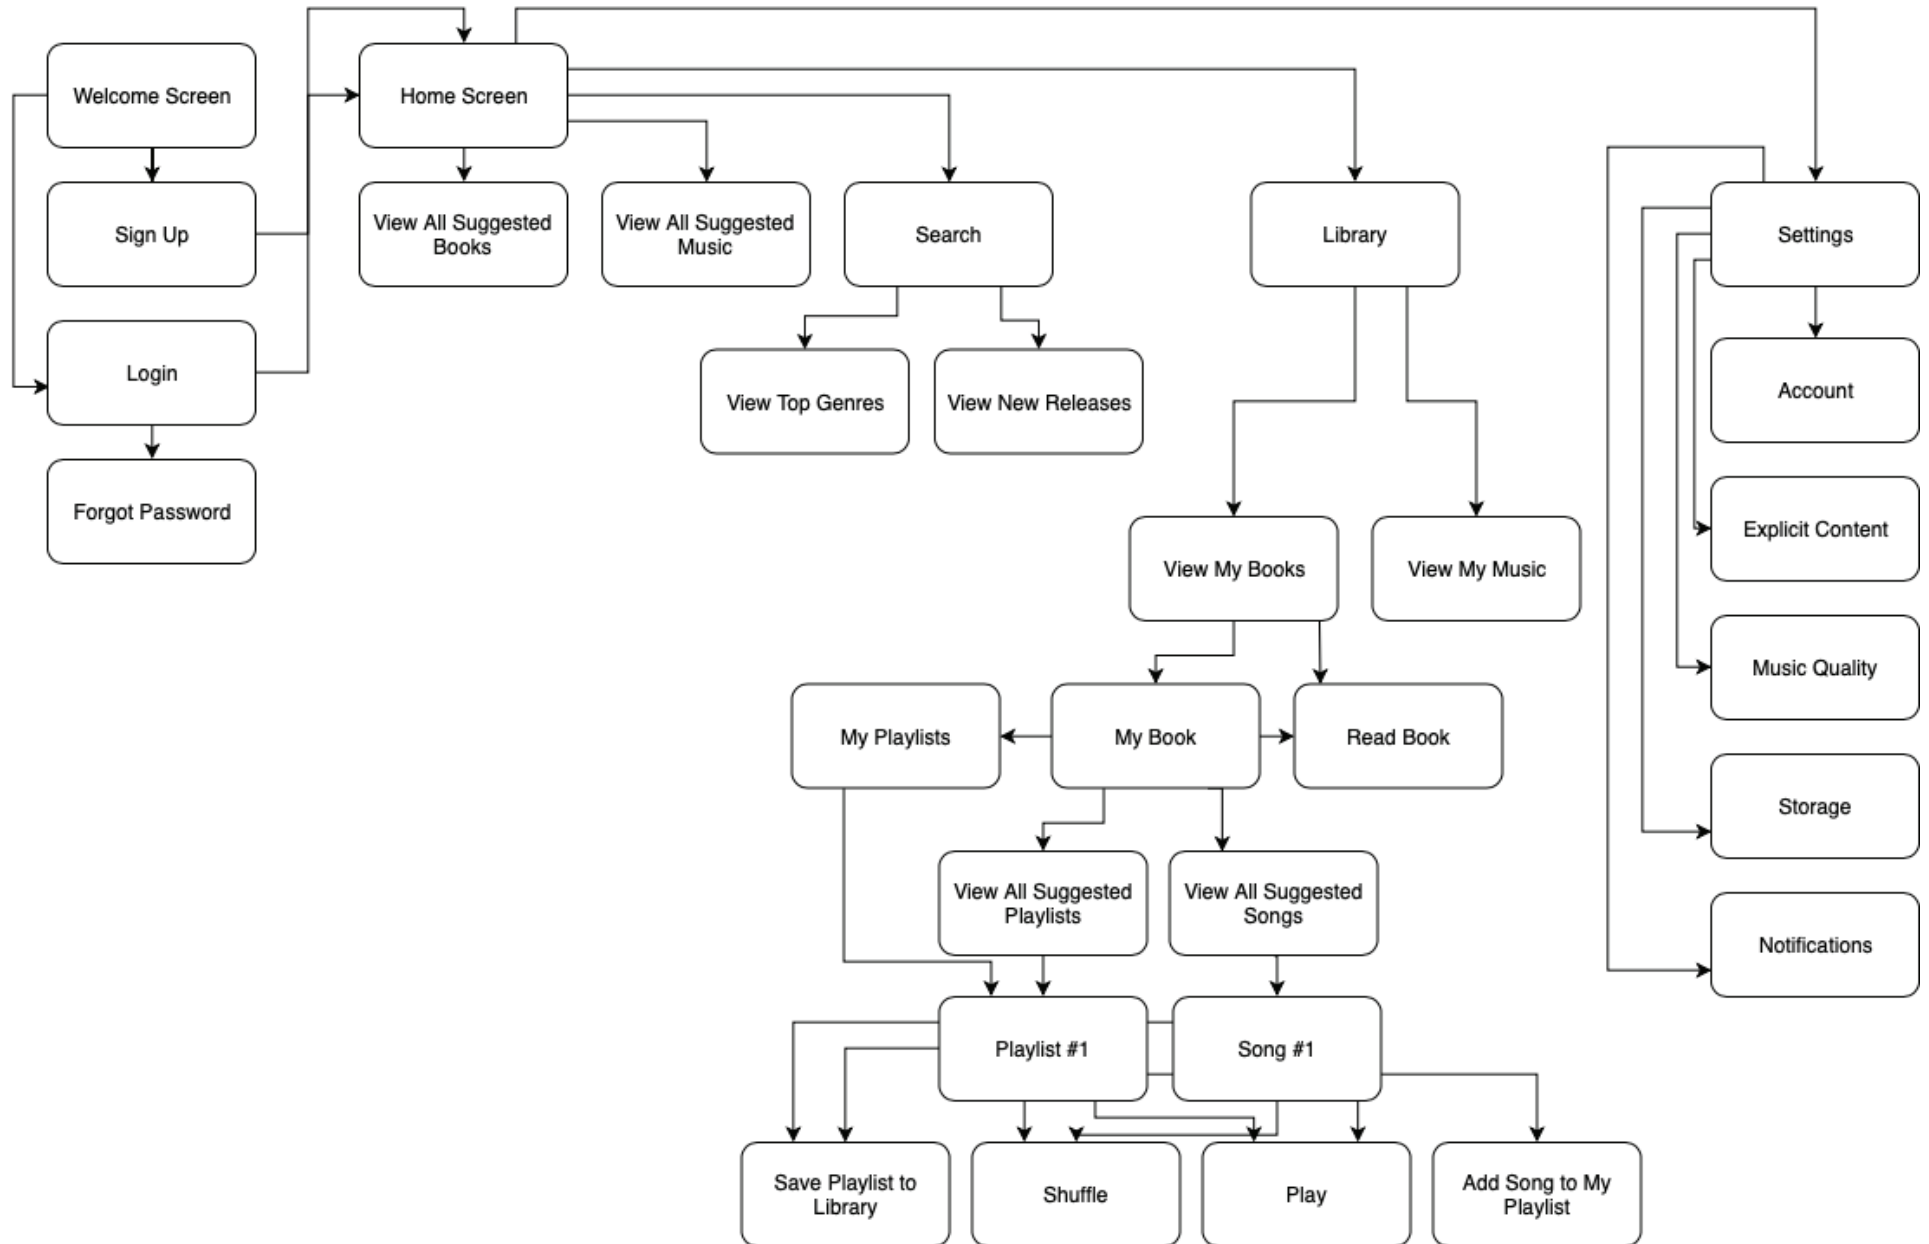 Welcome Screen
Home Screen
Sign Up
View All Suggested
Books
View All Suggested
Music
Search
Library
Settings
Login
View Top Genres
View New Releases
Account
Forgot Password
Explicit Content
View My Books
View My Music
Music Quality
My Playlists
My Book
Read Book
Storage
View All Suggested
Playlists
View All Suggested
Songs
Notifications
Playlist #1
Song #1
Save Playlist to
Library
Shuffle
Play
Add Song to My
Playlist